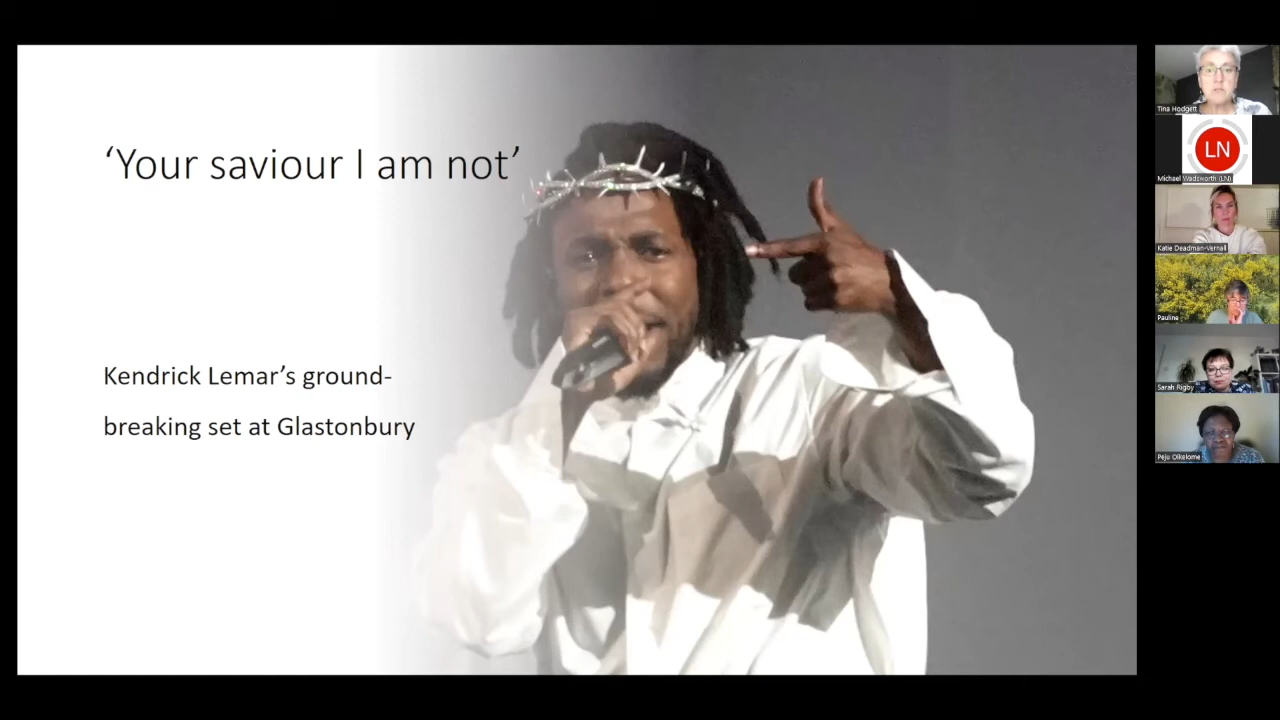 ‘Your saviour I am not’
Kendrick Lemar’s ground-
breaking set at Glastonbury
Tina Hodgett
LN
Michael Wadsworth (LN)
Katie Deadman-Vernall
Pauline
Sarah Rigby
Peju Oikelome